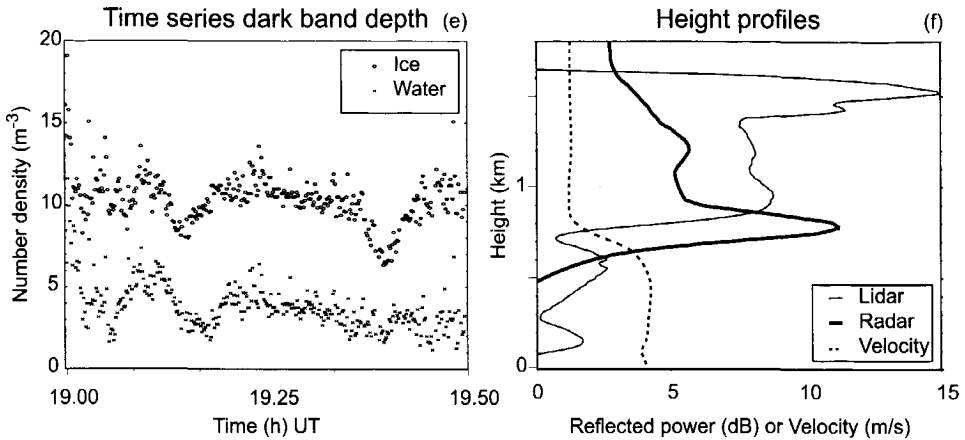 Time series dark band depth (e)
20
15
10
5
0
Number density (m-3)
Ice
Water
19.00
19.25
19.50
Time (h) UT
Height profiles (f)
Height (km)
1
0
Lidar
Radar
Velocity
0
5
10
15
Reflected power (dB) or Velocity (m/s)